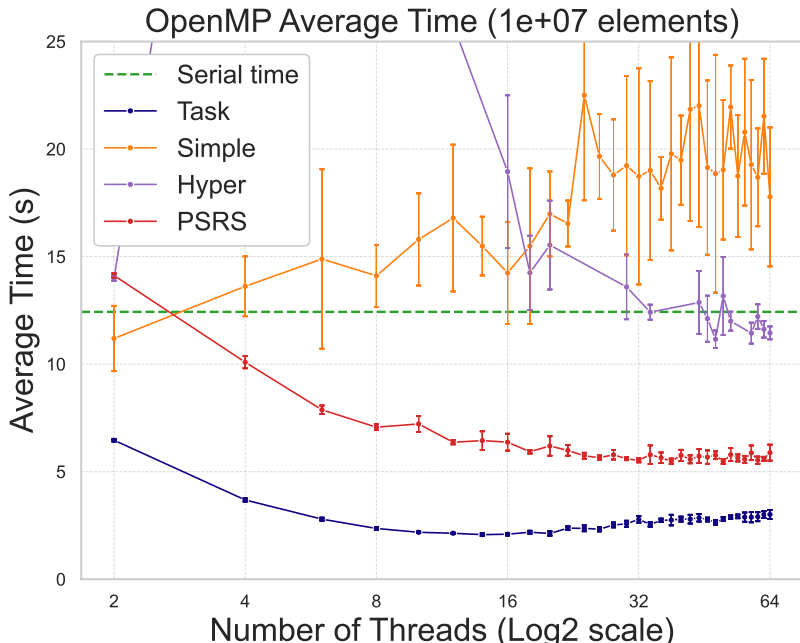 OpenMP Average Time (1e+07 elements)
25
20
15
10
5
0
Average Time (s)
Serial time
Task
Simple
Hyper
PSRS
2 4 8 16 32 64
Number of Threads (Log2 scale)